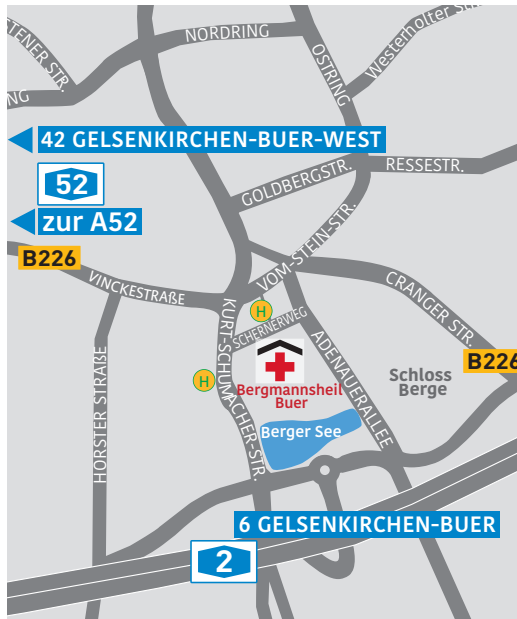 NORDRING
TENER STR.
NG
OSTRING
Westerholter St
42 GELSENKIRCHEN-BUER-WEST
52
zur A52
GOLDBERGSTR.
RESSESTR.
B226
VINCKESTRAßE
VOM-STEIN-STR.
CRANGER STR.
H
SCHERNERWEG
KURT-SCHUMACHER-STR.
ADENAUERALLEE
B226
H
HORSTER STRAßE
Bergmannsheil
Buer
Schloss
Berge
Berger See
6 GELSENKIRCHEN-BUER
2